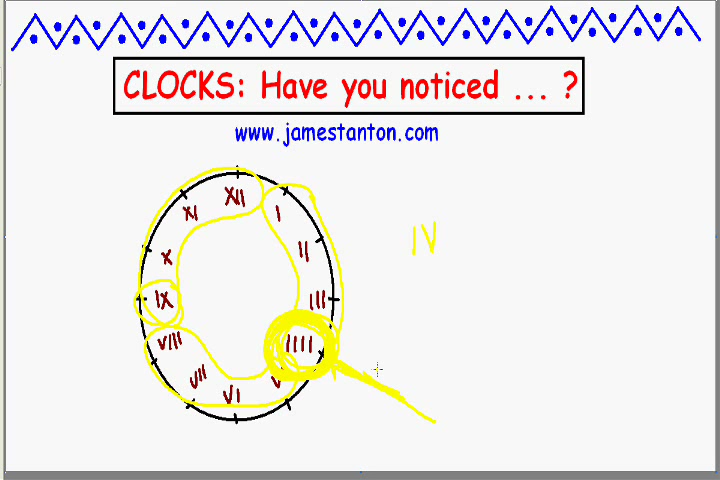 CLOCKS: Have you noticed ... ?
www.jamestanton.com
XII
XI
I
X
II
IV
IX
III
VIII
IIII
VII
V
VI